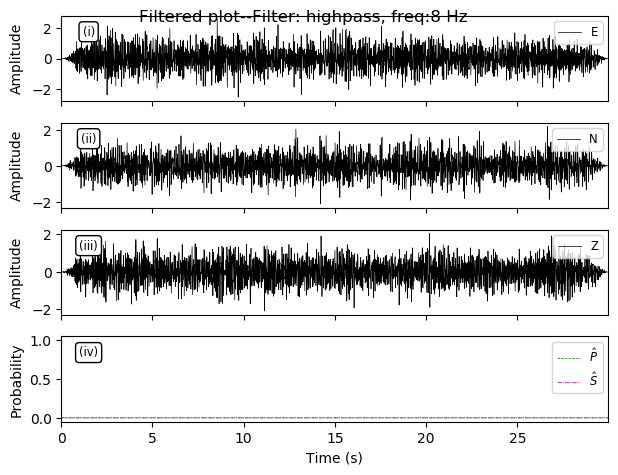 Filtered plot--Filter: highpass, freq:8 Hz
(i)
E
2
0
−2
Amplitude
(ii)
N
2
0
−2
Amplitude
(iii)
Z
2
0
−2
Amplitude
(iv)
P̂
Ŝ
1.0
0.5
0.0
Probability
0 5 10 15 20 25
Time (s)